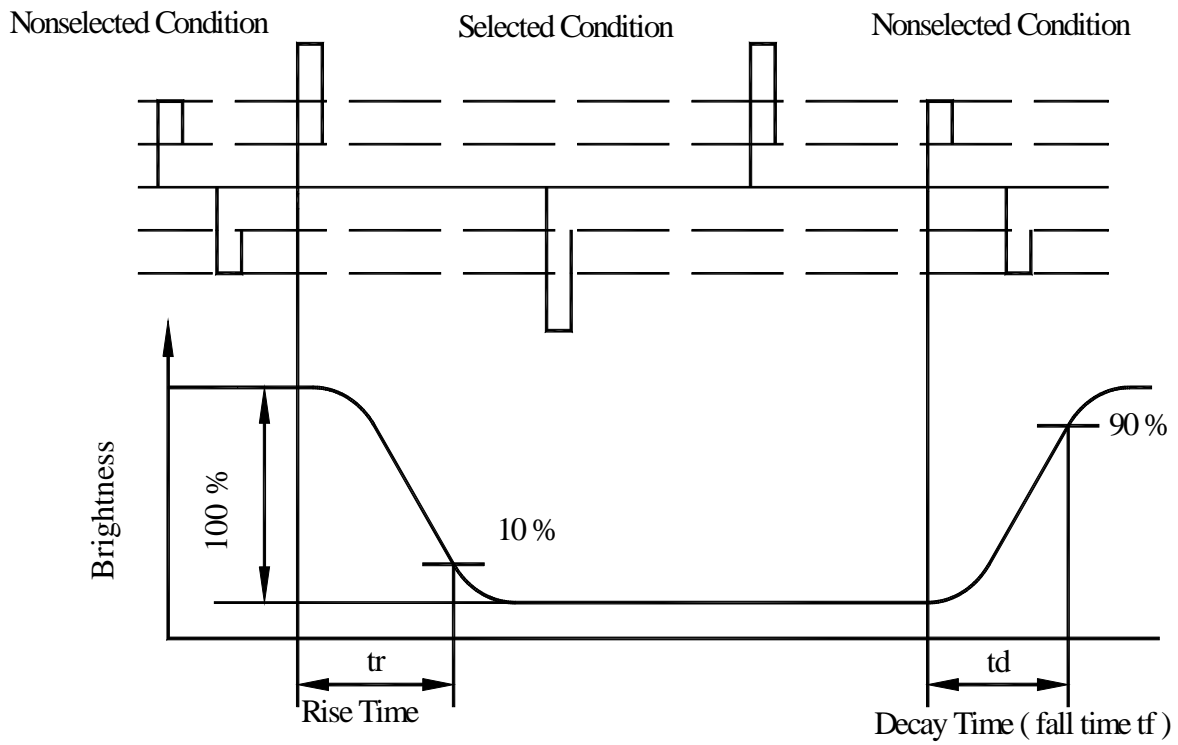 Nonselected Condition
Selected Condition
Nonselected Condition
Brightness
100 %
10 %
90 %
tr
Rise Time
td
Decay Time ( fall time tf )